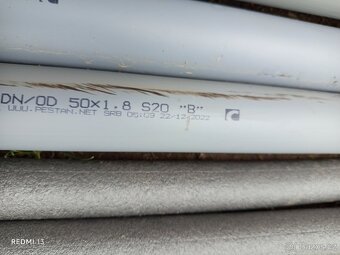 DN/OD 50×1.8 S20 "B"
WWW.PESTAN.NET SRB 05:09 22/12/2022
REDMI 13